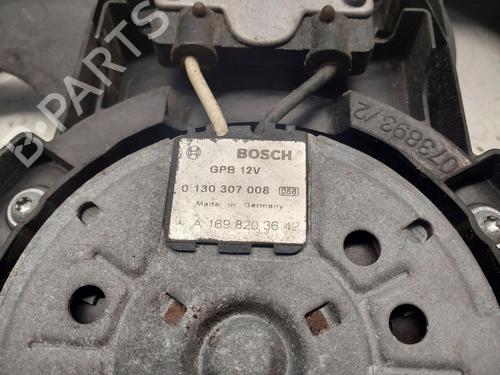 B-PARTS
BOSCH
GPB 12V
0 130 307 008 058
Made in Germany
A 169 820 36 42
073893/2